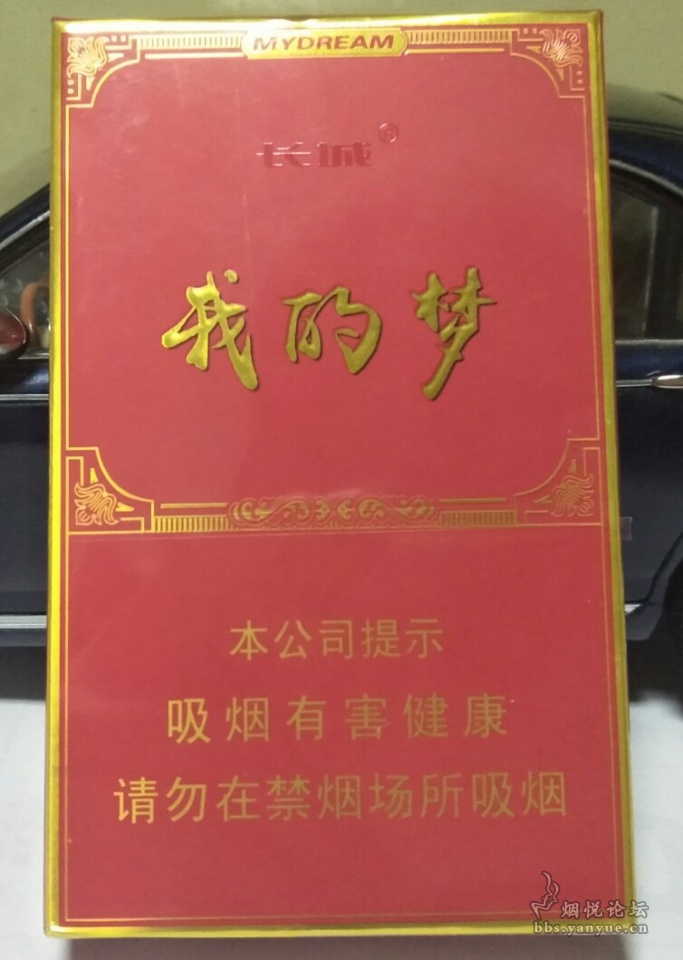 MYDREAM
长城®
我的梦
本公司提示
吸烟有害健康
请勿在禁烟场所吸烟
烟悦论坛
bbs.yanyue.cn